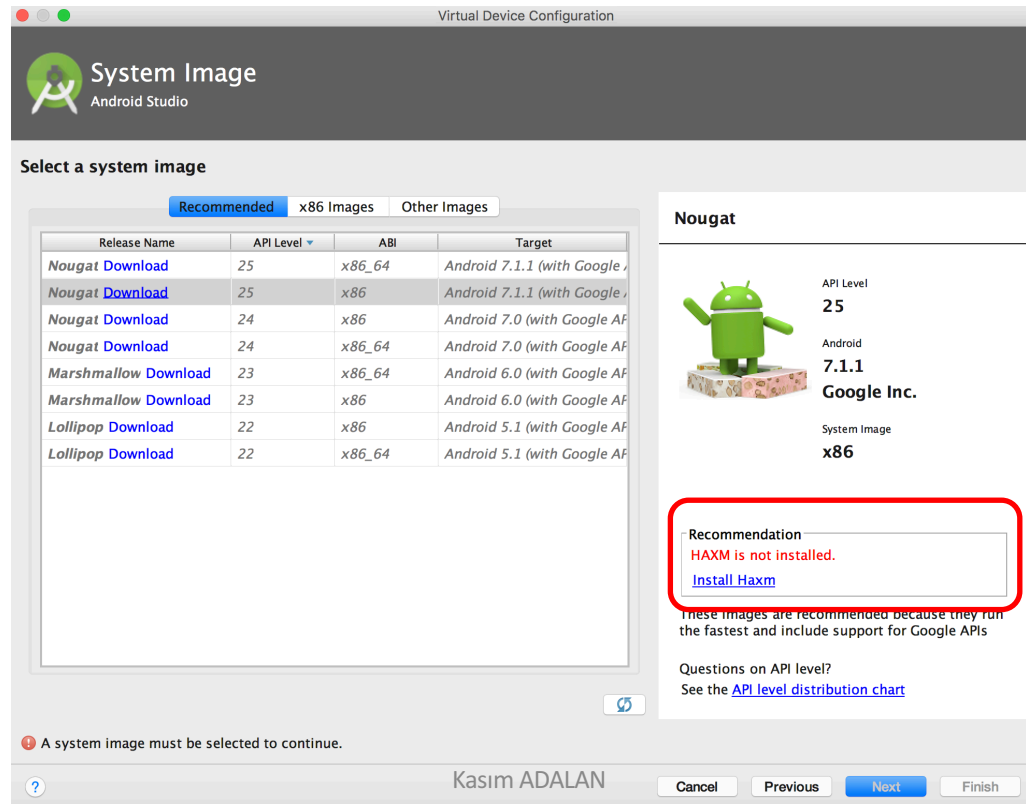 Virtual Device Configuration
System Image
Android Studio
Select a system image
Recommended x86 Images Other Images
Release Name API Level ABI Target
Nougat Download 25 x86_64 Android 7.1.1 (with Google
Nougat Download 25 x86 Android 7.1.1 (with Google
Nougat Download 24 x86 Android 7.0 (with Google AP
Nougat Download 24 x86_64 Android 7.0 (with Google AP
Marshmallow Download 23 x86_64 Android 6.0 (with Google AP
Marshmallow Download 23 x86 Android 6.0 (with Google AP
Lollipop Download 22 x86 Android 5.1 (with Google AP
Lollipop Download 22 x86_64 Android 5.1 (with Google AP
Nougat
API Level
25
Android
7.1.1
Google Inc.
System Image
x86
Recommendation
HAXM is not installed.
Install Haxm
These images are recommended because they run
the fastest and include support for Google APIs
Questions on API level?
See the API level distribution chart
A system image must be selected to continue.
?
Kasım ADALAN
Cancel Previous Next Finish